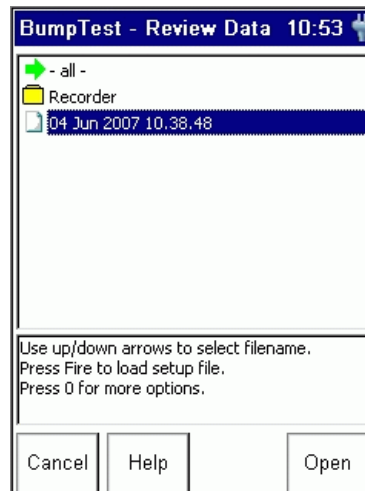 BumpTest - Review Data 10:53
- all -
Recorder
04 Jun 2007 10.38.48
Use up/down arrows to select filename.
Press Fire to load setup file.
Press 0 for more options.
Cancel Help Open